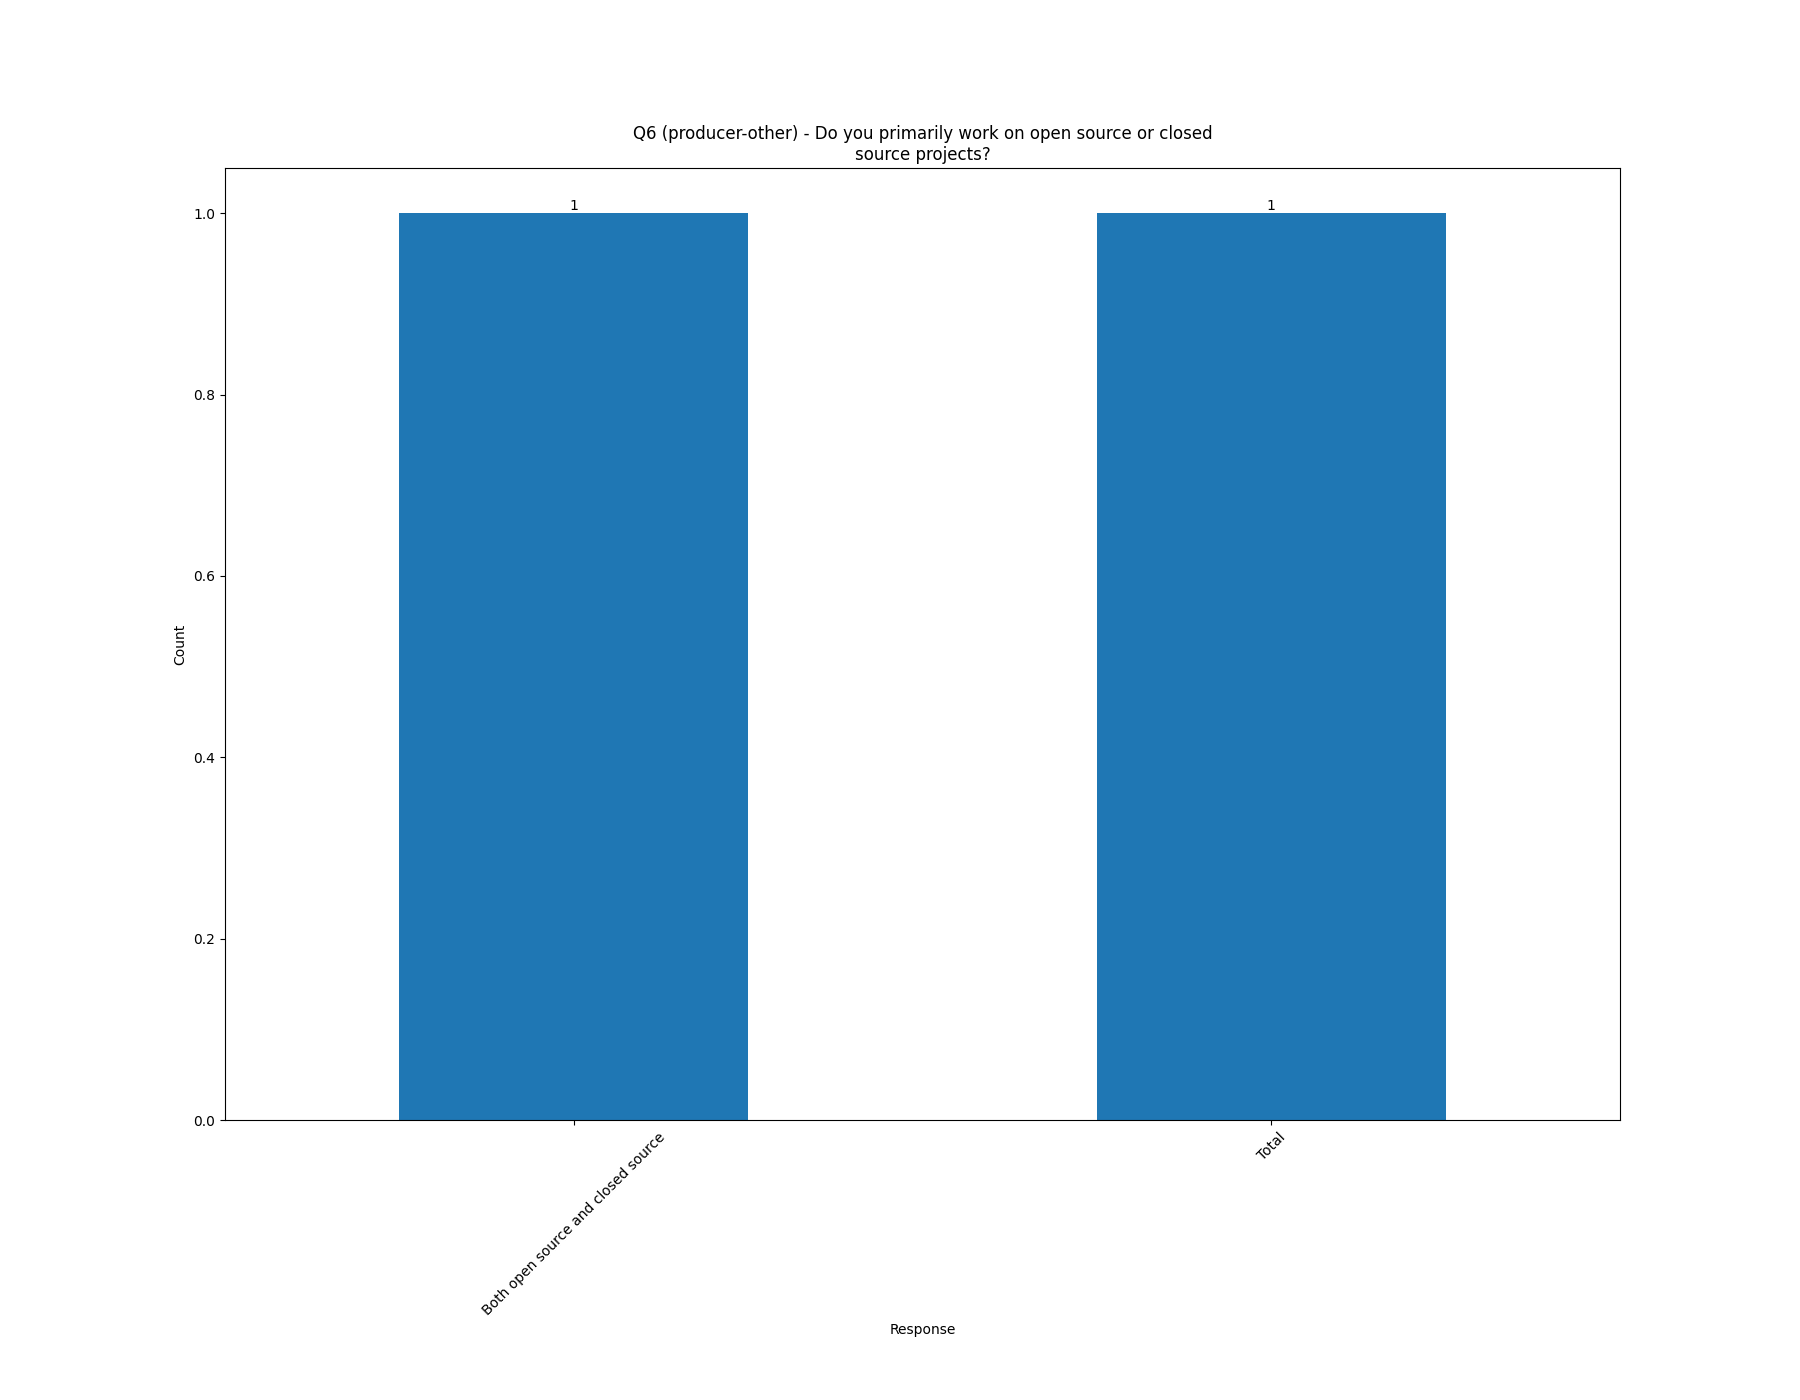 Q6 (producer-other) - Do you primarily work on open source or closed
source projects?
1
1
1.0
0.8
0.6
0.4
0.2
0.0
Count
Both open source and closed source
Total
Response